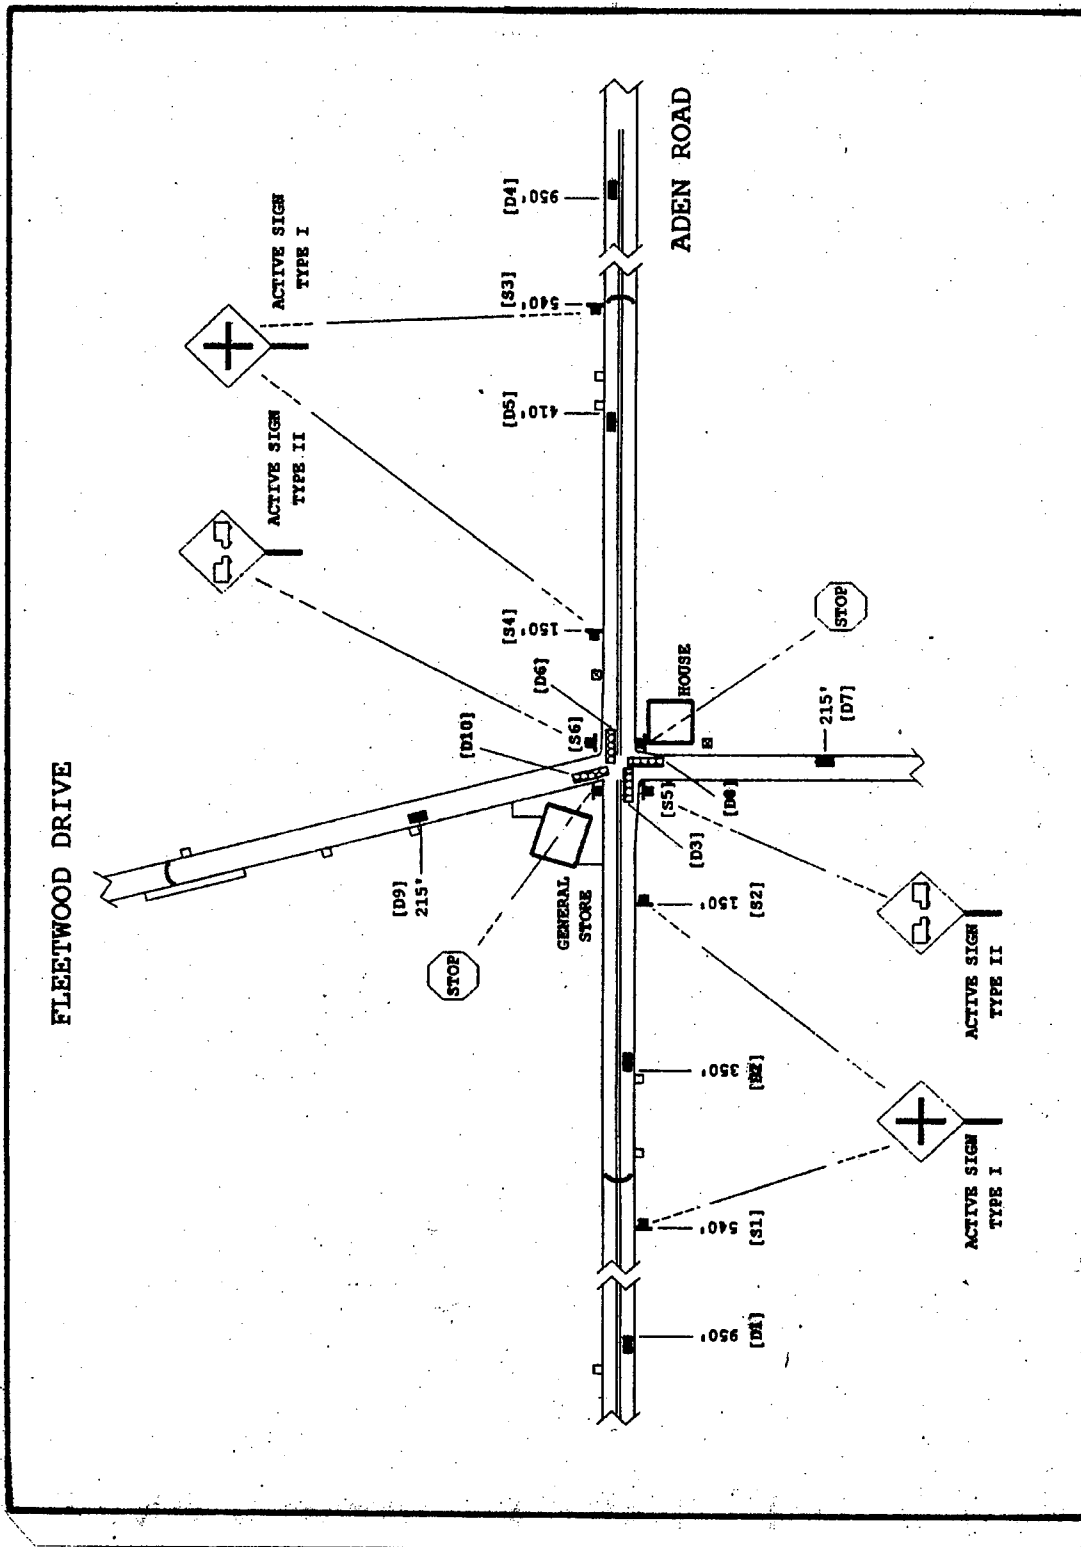 FLEETWOOD DRIVE
ADEN ROAD
ACTIVE SIGN
TYPE I
ACTIVE SIGN
TYPE II
[D4]
950'
[S3]
540'
[D5]
410'
[S4]
150'
[D6]
[S6]
[D10]
[D9]
215'
GENERAL
STORE
STOP
STOP
HOUSE
215'
[D7]
[D8]
[S5]
[D3]
150'
[S2]
350'
[D2]
540'
[S1]
950'
[D1]
ACTIVE SIGN
TYPE II
ACTIVE SIGN
TYPE I